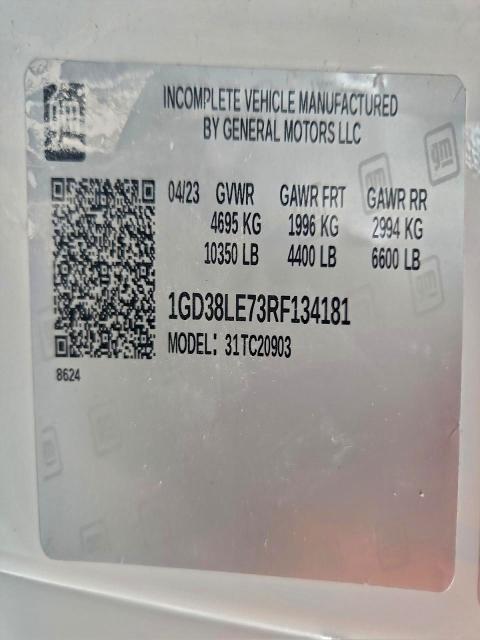 INCOMPLETE VEHICLE MANUFACTURED
BY GENERAL MOTORS LLC
gm
04/23 GVWR GAWR FRT GAWR RR
4695 KG 1996 KG 2994 KG
10350 LB 4400 LB 6600 LB
1GD38LE73RF134181
MODEL: 31TC20903
8624